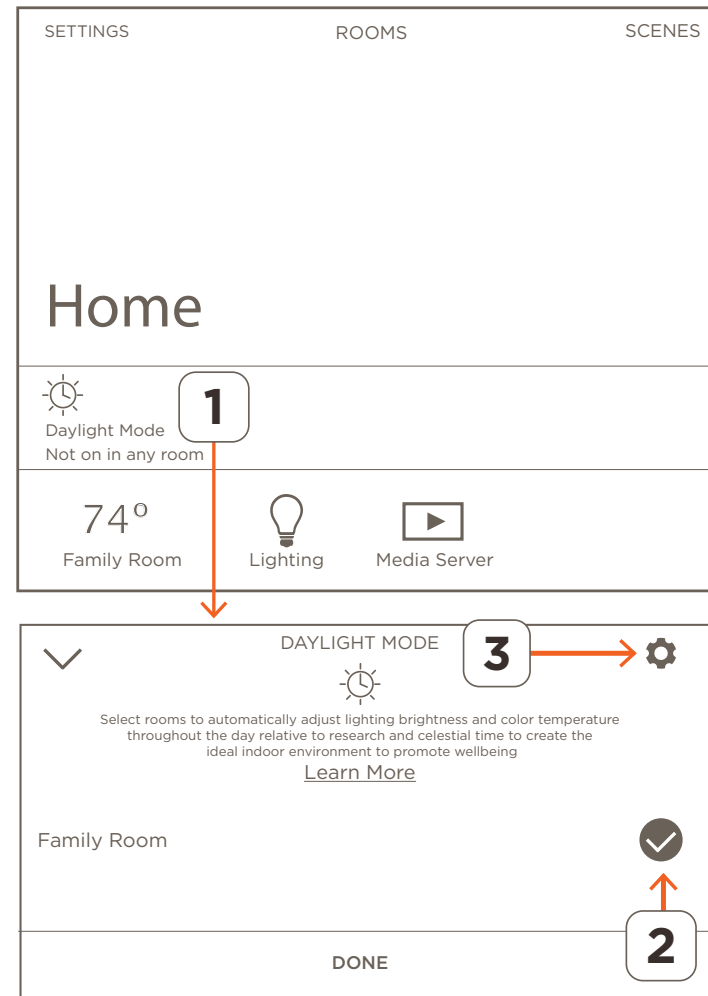 SETTINGS
ROOMS
SCENES
Home
1
Daylight Mode
Not on in any room
74°
Family Room
Lighting
Media Server
DAYLIGHT MODE
3
Select rooms to automatically adjust lighting brightness and color temperature
throughout the day relative to research and celestial time to create the
ideal indoor environment to promote wellbeing
Learn More
Family Room
2
DONE